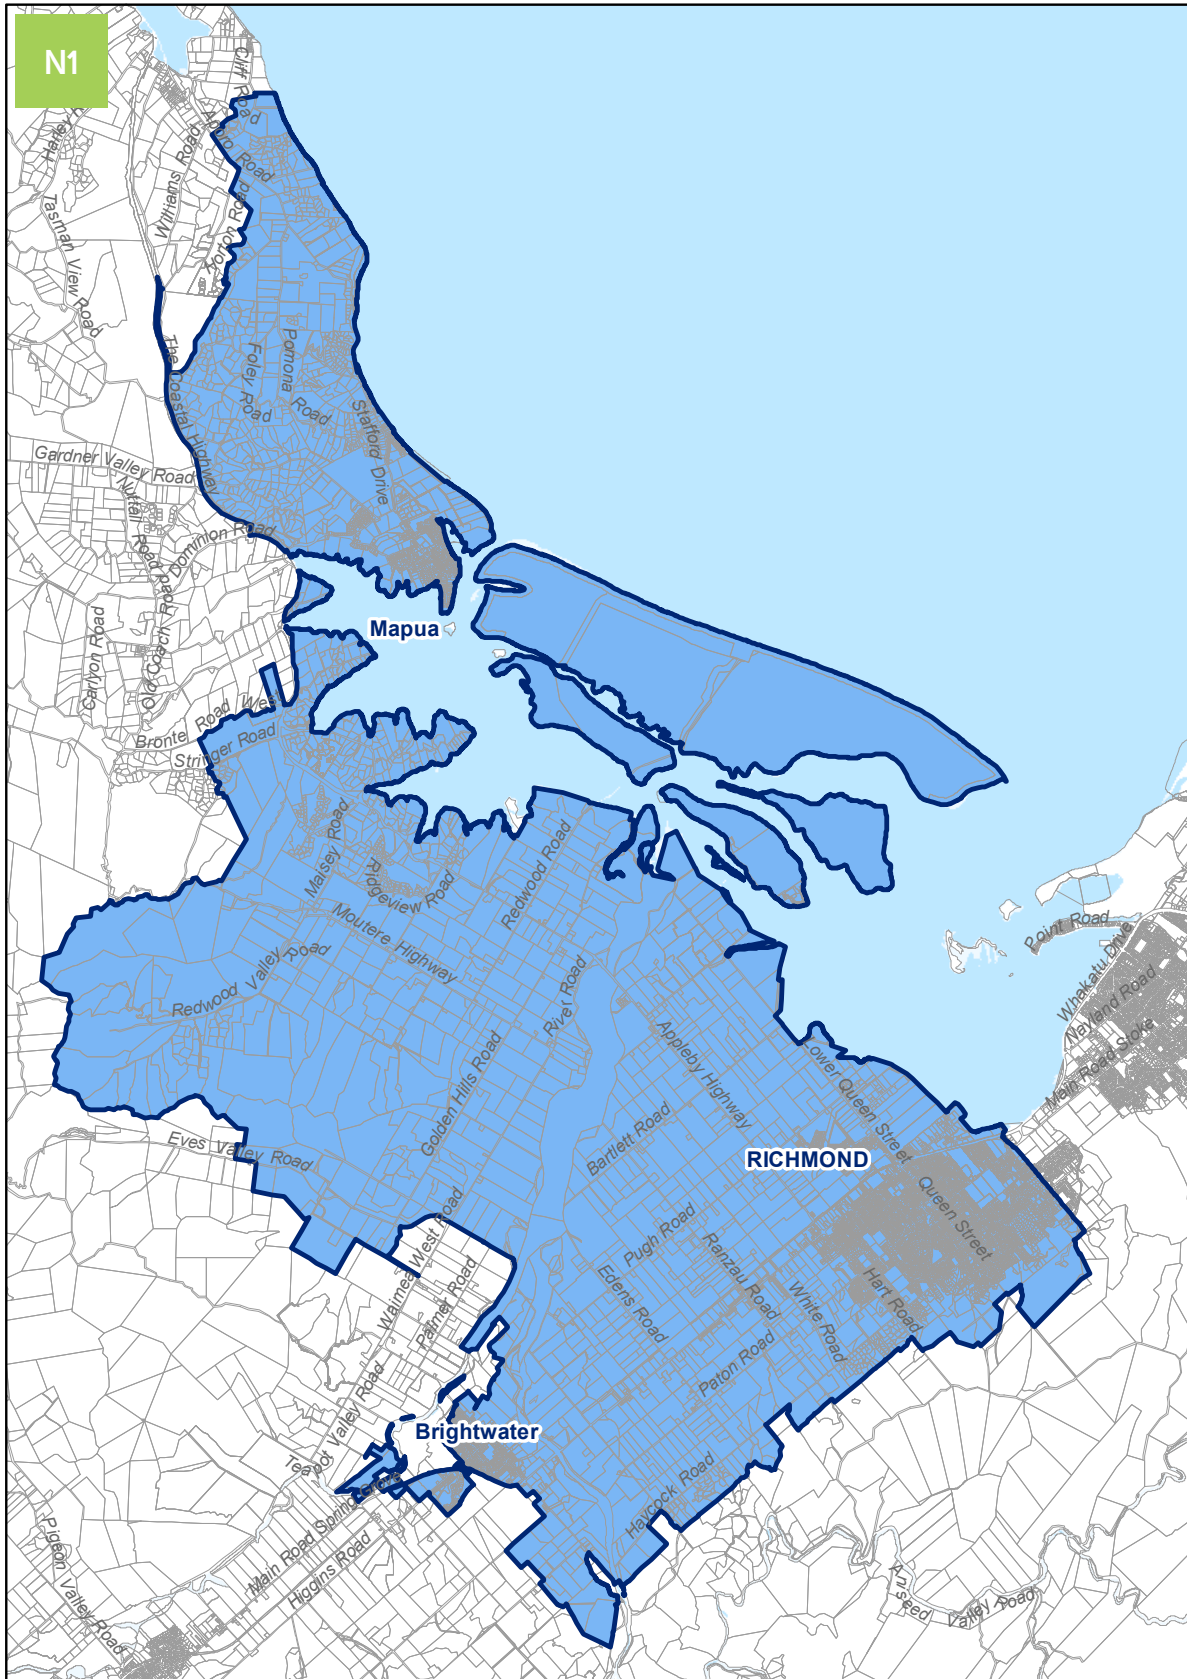 N1
Cliff Road
Harley R
Apro Road
Williams Road
Horton Road
Tasman View Road
The Coastal Highway
Foley Road
Pomona Road
Stafford Drive
Gardner Valley Road
Nuttall Road
Dominion Road
Old Coach Road
Carlyon Road
Mapua
Bronte Road West
Stringer Road
Maisey Road
Ridgeview Road
Redwood Road
Moutere Highway
Redwood Valley Road
River Road
Point Road
Whakatu Drive
Nayland Road
Main Road Stoke
Appleby Highway
Lower Queen Street
Golden Hills Road
Bartlett Road
Eves Valley Road
RICHMOND
Queen Street
Waimea West Road
Pugh Road
Ranzau Road
Palmer Road
Edens Road
White Road
Hart Road
Paton Road
Teapot Valley Road
Brightwater
Haycock Road
Main Road Spring Grove
Higgins Road
Pigeon Valley Road
Aniseed Valley Road